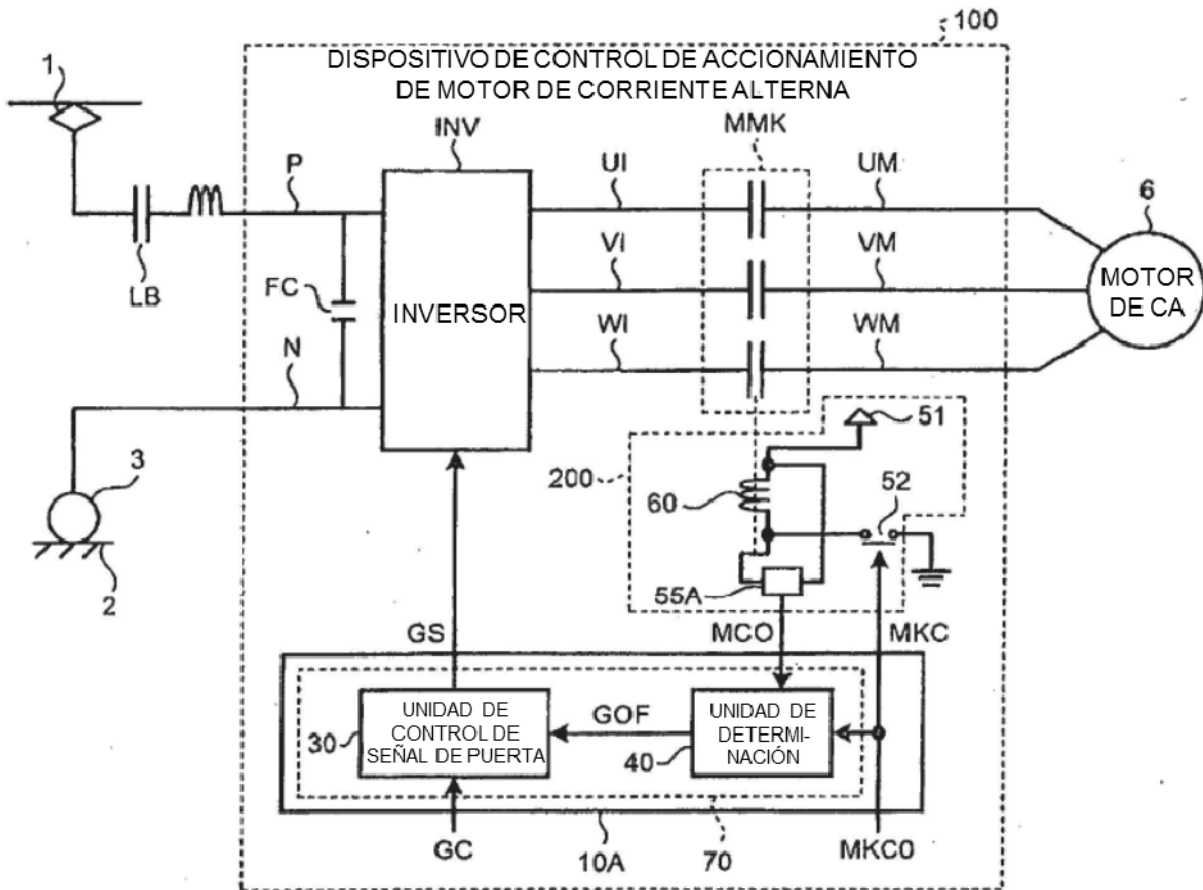 100
DISPOSITIVO DE CONTROL DE ACCIONAMIENTO
DE MOTOR DE CORRIENTE ALTERNA
1
INV
MMK
P
UI
UM
6
LB
FC
INVERSOR
VI
VM
MOTOR
DE CA
N
WI
WM
51
200
60
52
3
2
55A
GS
MCO
MKC
30
UNIDAD DE
CONTROL DE
SEÑAL DE PUERTA
GOF
40
UNIDAD DE
DETERMI-
NACIÓN
GC
10A
70
MKC0